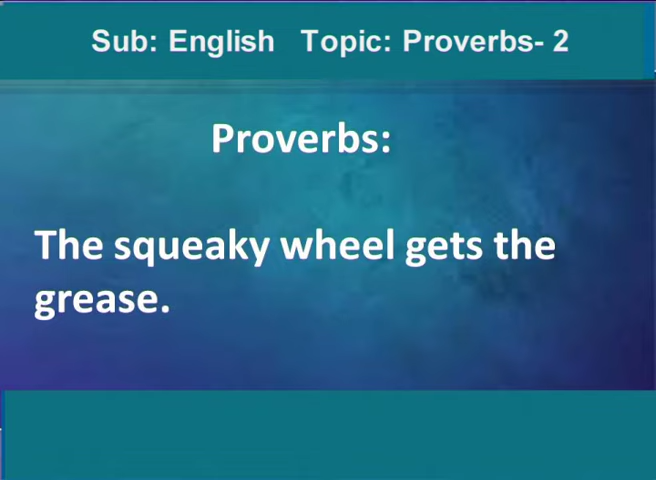 Sub: English Topic: Proverbs- 2
Proverbs:
The squeaky wheel gets the
grease.